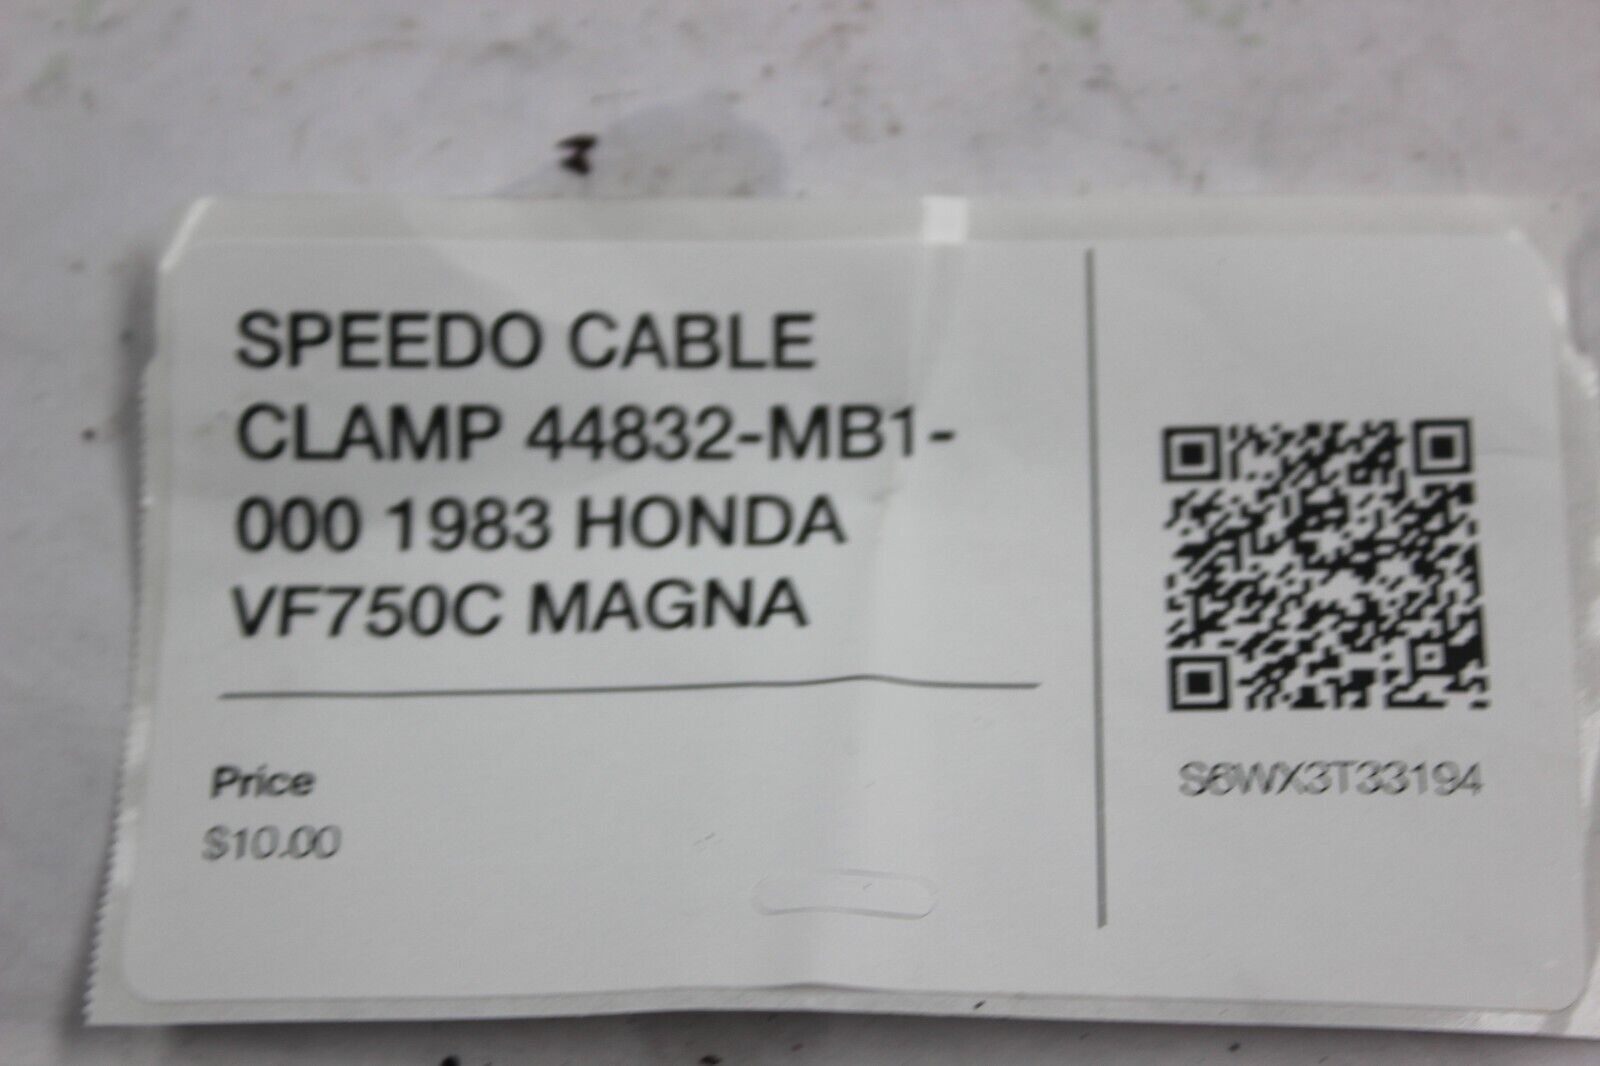 SPEEDO CABLE
CLAMP 44832-MB1-
000 1983 HONDA
VF750C MAGNA
Price
$10.00
S6WX3T33194